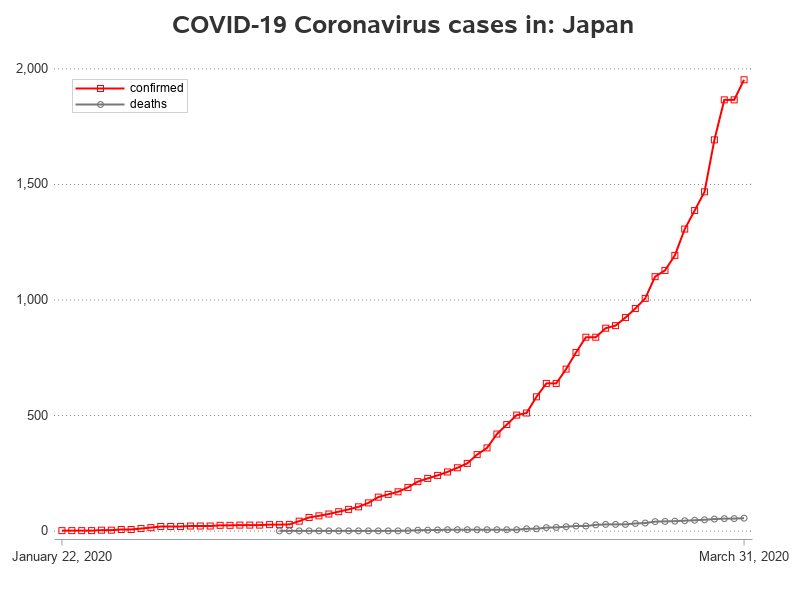 COVID-19 Coronavirus cases in: Japan
2,000
confirmed
deaths
1,500
1,000
500
0
January 22, 2020
March 31, 2020